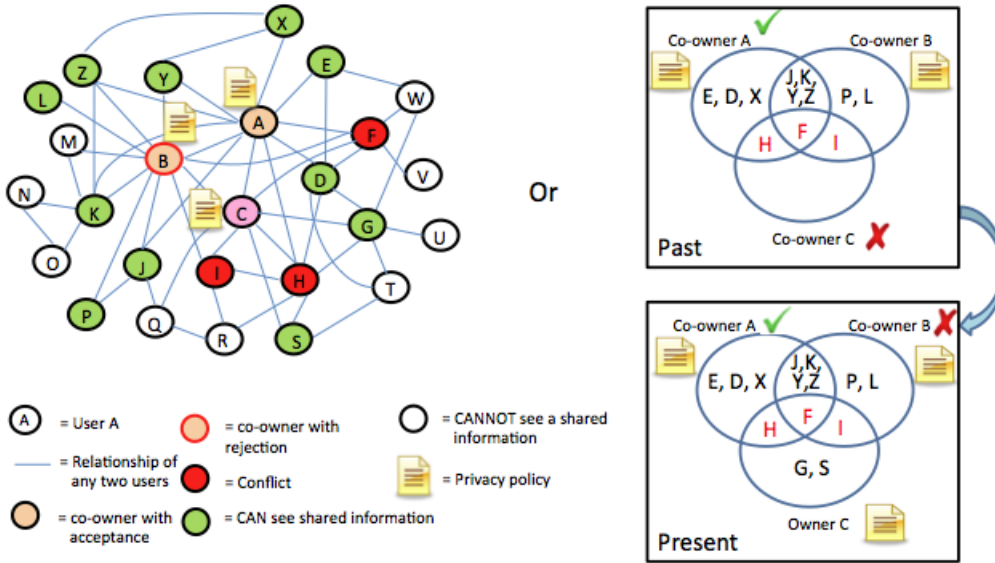 X
Z
Y
E
L
W
A
M
F
B
N
D
V
K
C
G
U
O
J
I
H
T
P
Q
R
S
Or
Co-owner A
Co-owner B
J,K,
E, D, X
Y,Z
P, L
H
F
I
Co-owner C
Past
Co-owner A
Co-owner B
J,K,
E, D, X
Y,Z
P, L
H
F
I
G, S
Owner C
Present
A
= User A
= Relationship of
any two users
= co-owner with
acceptance
= co-owner with
rejection
= Conflict
= CAN see shared information
= CANNOT see a shared
information
= Privacy policy